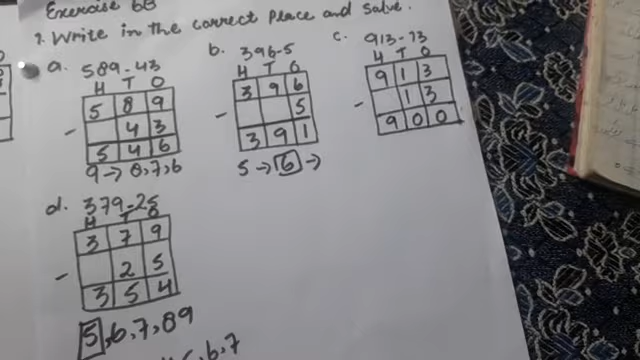 Exercise 6B
1. Write in the correct place and solve.
a. 589-43
H T O
5 8 9
- 4 3
5 4 6
9→ 8,7,6
b. 396-5
H T O
3 9 6
- 5
3 9 1
5→ 6 →
c. 913-13
H T O
9 1 3
- 1 3
9 0 0
d. 379-25
H T O
3 7 9
- 2 5
3 5 4
5,6,7,89
6,7